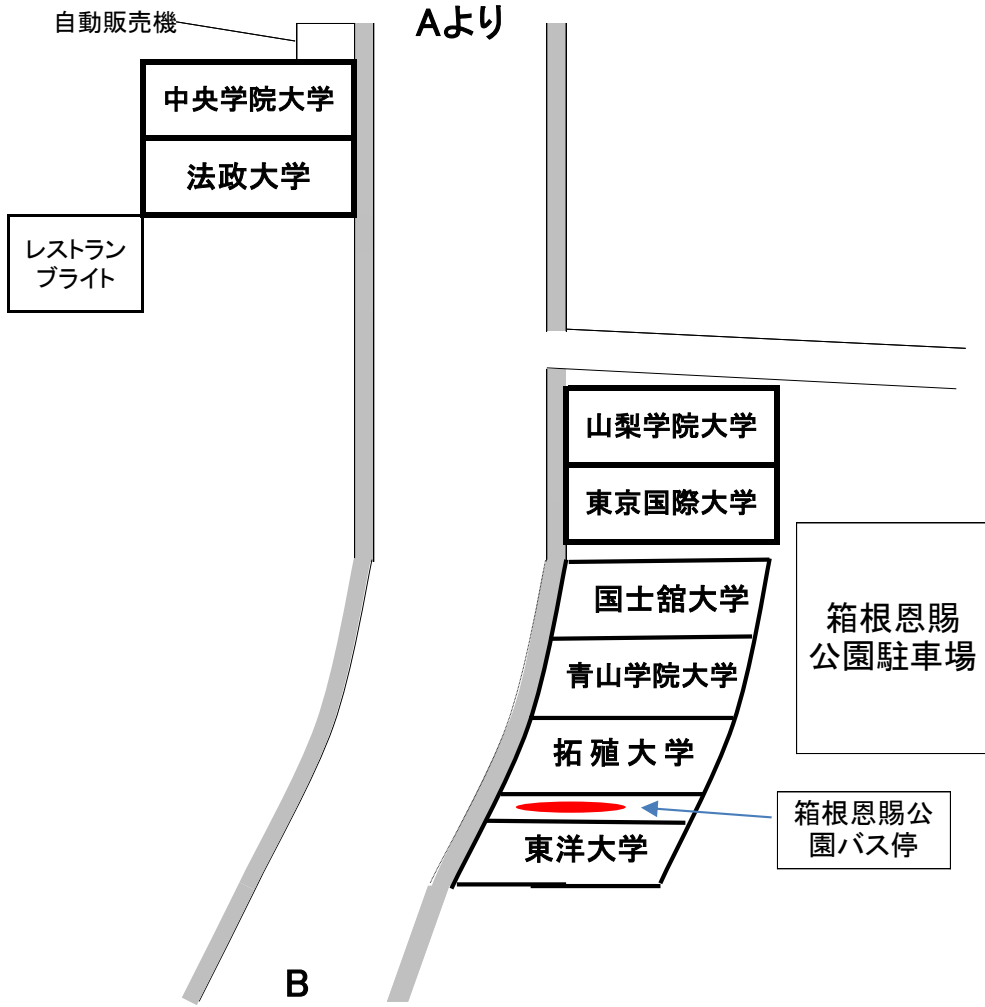 自動販売機
Aより
中央学院大学
法政大学
レストラン
ブライト
山梨学院大学
東京国際大学
国士舘大学
青山学院大学
箱根恩賜
公園駐車場
拓殖大学
箱根恩賜公
園バス停
東洋大学
B